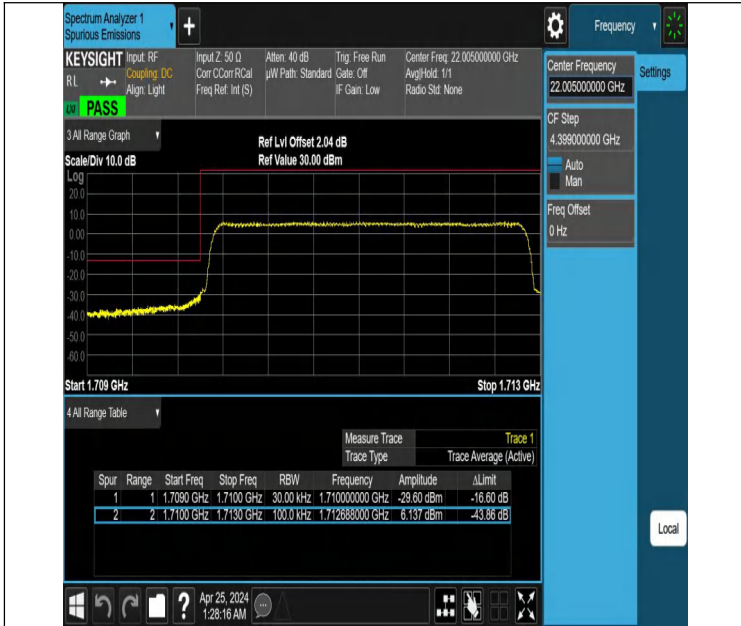 Spectrum Analyzer 1
Spurious Emissions
+
Frequency
KEYSIGHT
RL
Input: RF
Coupling: DC
Align: Light
Input Z: 50 Ω
Corr CCorr RCal
Freq Ref: Int (S)
Atten: 40 dB
µW Path: Standard
Trig: Free Run
Gate: Off
IF Gain: Low
Center Freq: 22.005000000 GHz
Avg|Hold: 1/1
Radio Std: None
PASS
Center Frequency
22.005000000 GHz
Settings
CF Step
4.399000000 GHz
Auto
Man
Freq Offset
0 Hz
3 All Range Graph
Scale/Div 10.0 dB
Ref Lvl Offset 2.04 dB
Ref Value 30.00 dBm
Log
20.0
10.0
0.00
-10.0
-20.0
-30.0
-40.0
-50.0
-60.0
Start 1.709 GHz
Stop 1.713 GHz
4 All Range Table
Measure Trace Trace 1
Trace Type Trace Average (Active)
Spur Range Start Freq Stop Freq RBW Frequency Amplitude ΔLimit
1 1 1.7090 GHz 1.7100 GHz 30.00 kHz 1.710000000 GHz -29.60 dBm -16.60 dB
2 2 1.7100 GHz 1.7130 GHz 100.0 kHz 1.712688000 GHz 6.137 dBm -43.86 dB
Local
?
Apr 25, 2024
1:28:16 AM